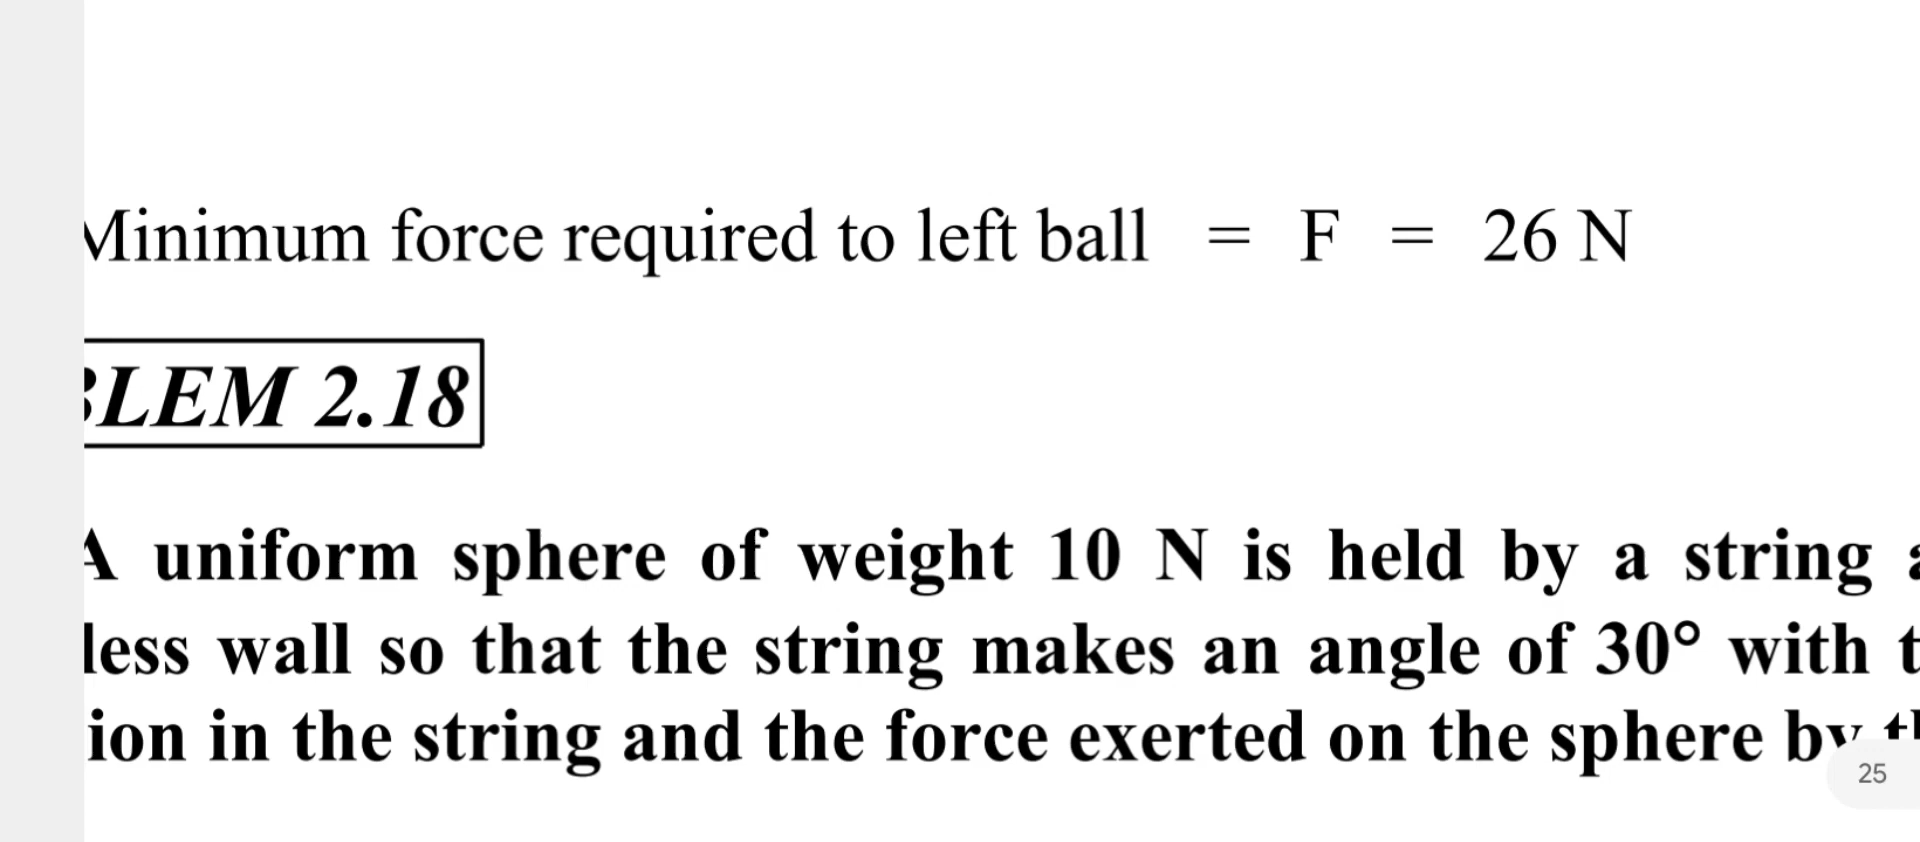 Minimum force required to left ball = F = 26 N
BLEM 2.18
A uniform sphere of weight 10 N is held by a string
less wall so that the string makes an angle of 30° with
ion in the string and the force exerted on the sphere by
25